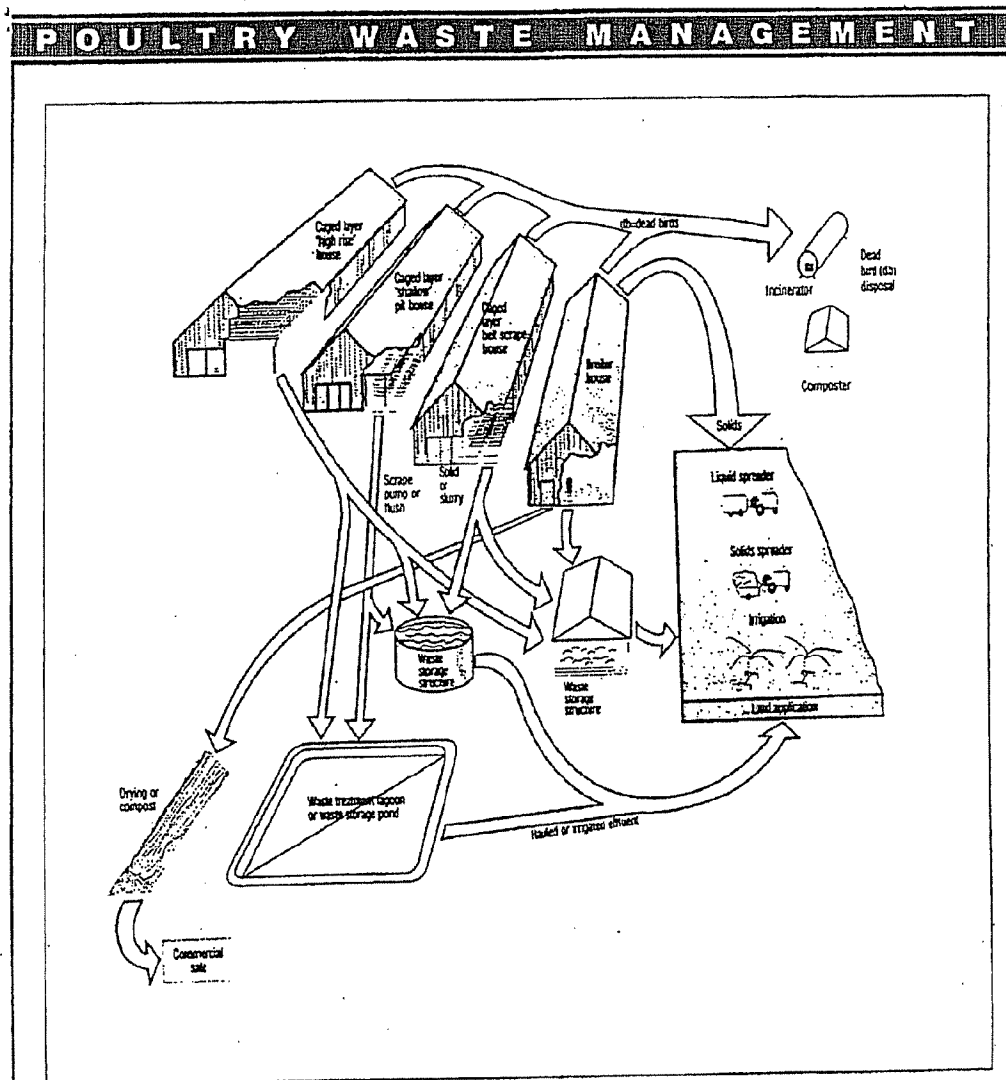 POULTRY WASTE MANAGEMENT
Caged layer
"high rise"
house
Caged layer
"shallow"
pit house
Caged
layer
belt scrape
house
Broiler
house
db=dead birds
Incinerator
Dead
bird (db)
disposal
Composter
Solids
Scrape
pump or
flush
Solid
or
slurry
Liquid spreader
Solids spreader
Irrigation
Land application
Waste
storage
structure
Waste
storage
structure
Drying or
compost
Waste treatment lagoon
or waste storage pond
Hauled or irrigated effluent
Commercial
sale